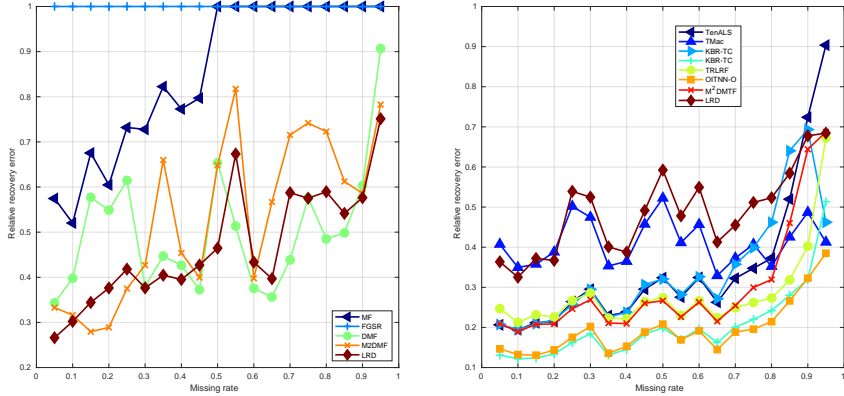 1
0.9
0.8
0.7
0.6
0.5
0.4
0.3
0.2
Relative recovery error
0 0.1 0.2 0.3 0.4 0.5 0.6 0.7 0.8 0.9 1
Missing rate
MF
FGSR
DMF
M2DMF
LRD
1
0.9
0.8
0.7
0.6
0.5
0.4
0.3
0.2
0.1
Relative recovery error
0 0.1 0.2 0.3 0.4 0.5 0.6 0.7 0.8 0.9 1
Missing rate
TenALS
TMac
KBR-TC
KBR-TC
TRLRF
OITNN-O
M²DMTF
LRD